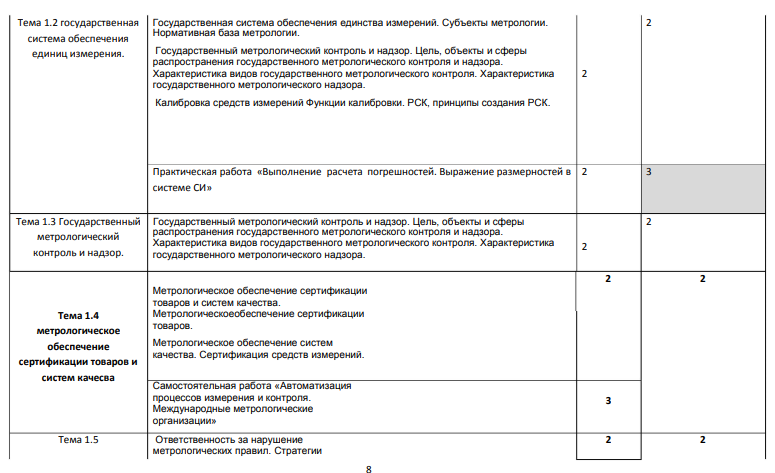 Тема 1.2 государственная
система обеспечения
единиц измерения.
Государственная система обеспечения единства измерений. Субъекты метрологии.
Нормативная база метрологии.
Государственный метрологический контроль и надзор. Цель, объекты и сферы
распространения государственного метрологического контроля и надзора.
Характеристика видов государственного метрологического контроля. Характеристика
государственного метрологического надзора.
Калибровка средств измерений Функции калибровки. РСК, принципы создания РСК.
2
2
Практическая работа «Выполнение расчета погрешностей. Выражение размерностей в
системе СИ»
2
3
Тема 1.3 Государственный
метрологический
контроль и надзор.
Государственный метрологический контроль и надзор. Цель, объекты и сферы
распространения государственного метрологического контроля и надзора.
Характеристика видов государственного метрологического контроля. Характеристика
государственного метрологического надзора.
2
2
Тема 1.4
метрологическое
обеспечение
сертификации товаров и
систем качесва
Метрологическое обеспечение сертификации
товаров и систем качества.
Метрологическоеобеспечение сертификации
товаров.
Метрологическое обеспечение систем
качества. Сертификация средств измерений.
2
2
Самостоятельная работа «Автоматизация
процессов измерения и контроля.
Международные метрологические
организации»
3
Тема 1.5
Ответственность за нарушение
метрологических правил. Стратегии
2
2
8